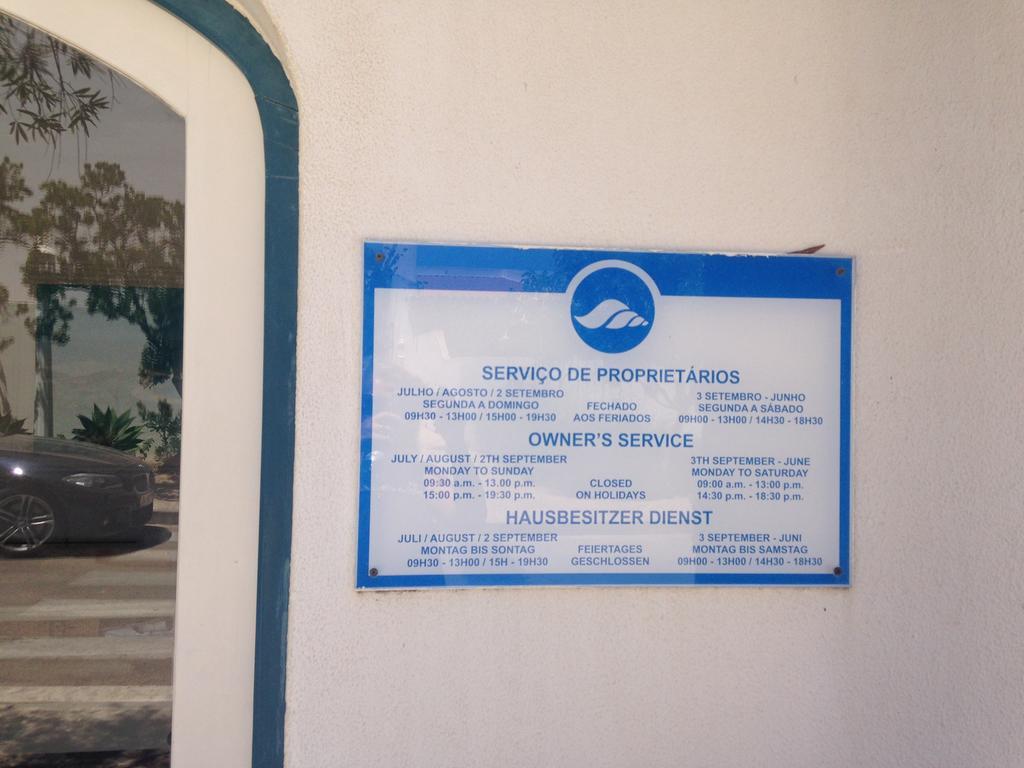 SERVIÇO DE PROPRIETÁRIOS
JULHO / AGOSTO / 2 SETEMBRO
SEGUNDA A DOMINGO
09H30 - 13H00 / 15H00 - 19H30
FECHADO
AOS FERIADOS
3 SETEMBRO - JUNHO
SEGUNDA A SÁBADO
09H00 - 13H00 / 14H30 - 18H30
OWNER'S SERVICE
JULY / AUGUST / 2TH SEPTEMBER
MONDAY TO SUNDAY
09:30 a.m. - 13.00 p.m.
15:00 p.m. - 19:30 p.m.
CLOSED
ON HOLIDAYS
3TH SEPTEMBER - JUNE
MONDAY TO SATURDAY
09:00 a.m. - 13:00 p.m.
14:30 p.m. - 18:30 p.m.
HAUSBESITZER DIENST
JULI / AUGUST / 2 SEPTEMBER
MONTAG BIS SONTAG
09H30 - 13H00 / 15H - 19H30
FEIERTAGES
GESCHLOSSEN
3 SEPTEMBER - JUNI
MONTAG BIS SAMSTAG
09H00 - 13H00 / 14H30 - 18H30